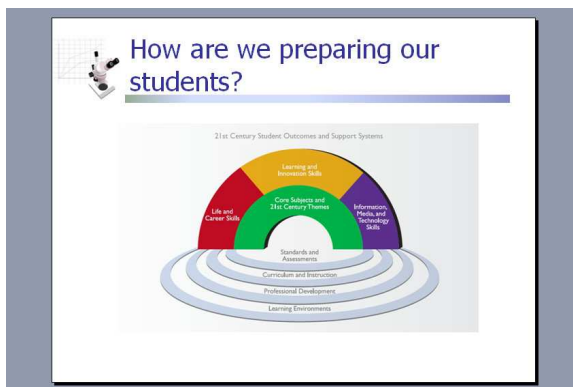 How are we preparing our
students?
21st Century Student Outcomes and Support Systems
Learning and
Innovation Skills
Core Subjects and
21st Century Themes
Life and
Career Skills
Information,
Media, and
Technology
Skills
Standards and
Assessments
Curriculum and Instruction
Professional Development
Learning Environments